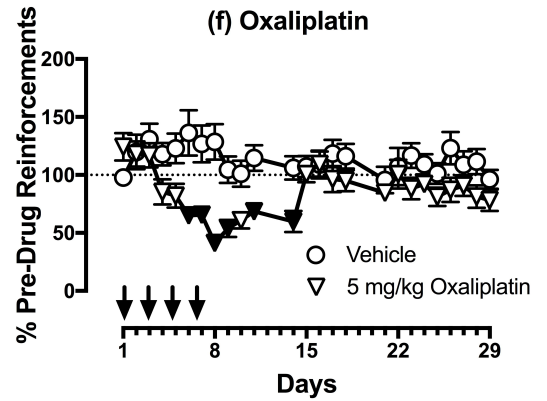 (f) Oxaliplatin
% Pre-Drug Reinforcements
200
150
100
50
0
Vehicle
5 mg/kg Oxaliplatin
1 8 15 22 29
Days